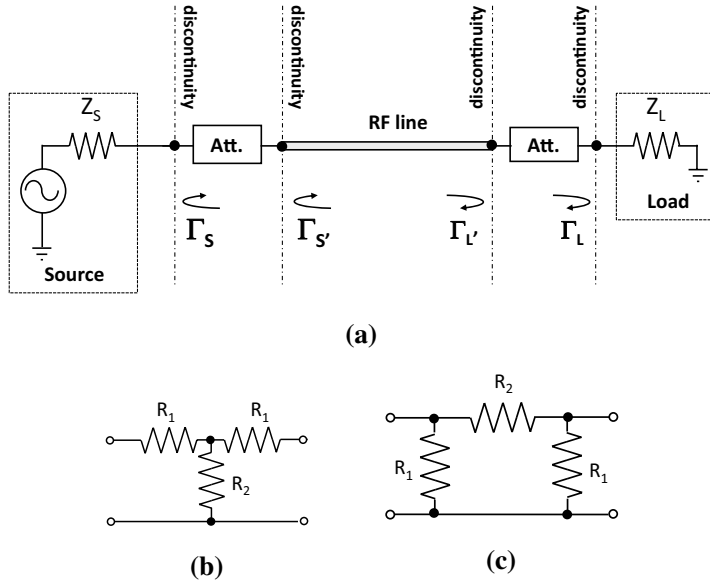 discontinuity
discontinuity
discontinuity
discontinuity
Z_S
RF line
Z_L
Att.
Att.
Load
Γ_S
Γ_S'
Γ_L'
Γ_L
Source
(a)
R_2
R_1
R_1
R_2
R_1
R_1
(b)
(c)